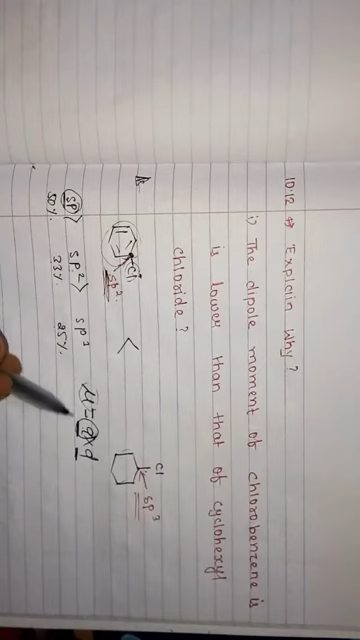 10.12 ⇒ Explain Why?
i) The dipole moment of chlorobenzene is
is lower than that of cyclohexyl
chloride?
A
Cl
sp²
<
Cl
sp³
sp > sp² > sp³
50%. 33%. 25%.
μ = q×d